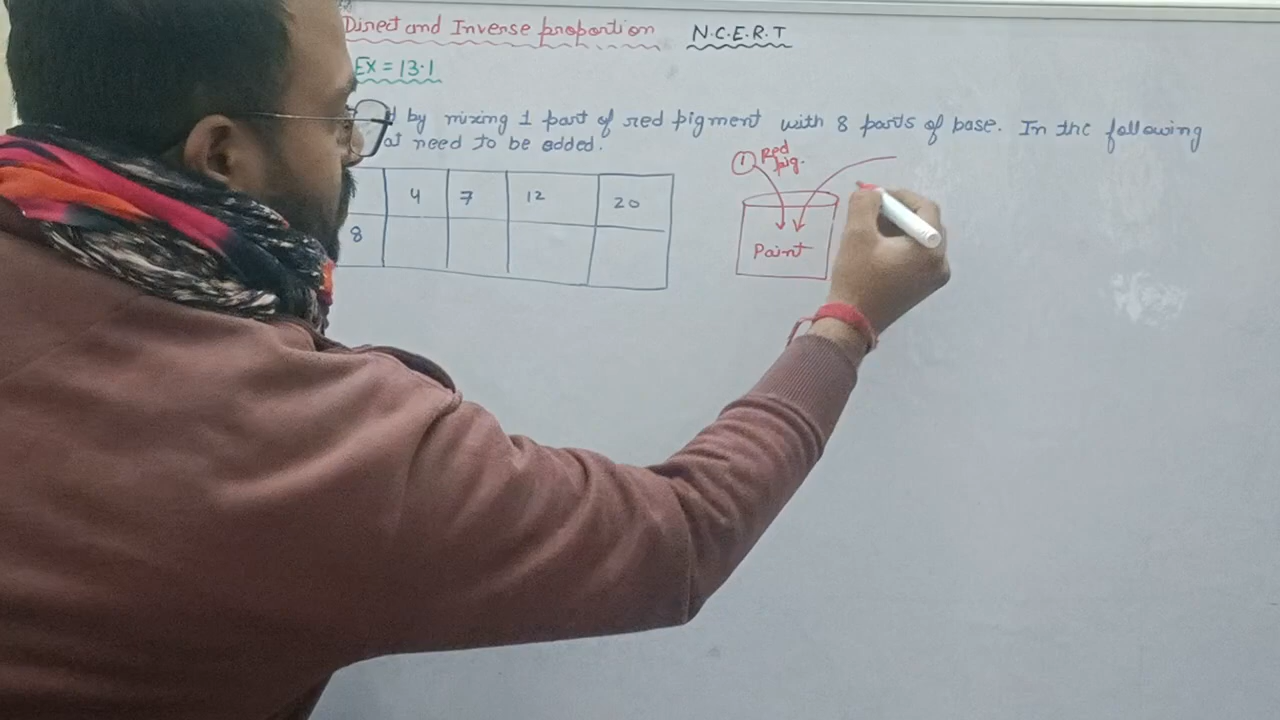 Direct and Inverse proportion N.C.E.R.T
Ex = 13.1
by mixing 1 part of red pigment with 8 parts of base. In the following
need to be added.
4 7 12 20
8
1 Red pig.
Paint